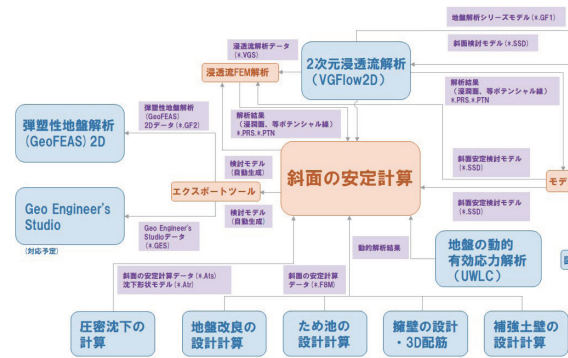 地盤解析シリーズモデル(*.GF1)
浸透流解析データ
(*.VGS)
2次元浸透流解析
(VGFlow2D)
斜面検討モデル(*.SSD)
浸透流FEM解析
解析結果
(浸潤面、等ポテンシャル線)
*.PRS、*.PTN
解析結果
(浸潤面、等ポテンシャル線)
*.PRS、*.PTN
弾塑性地盤解析
(GeoFEAS) 2D
弾塑性地盤解析
(GeoFEAS)
2Dデータ(*.GF2)
検討モデル
(自動生成)
斜面の安定計算
斜面安定検討モデル
(*.SSD)
モデ
エクスポートツール
Geo Engineer's
Studio
(対応予定)
検討モデル
(自動生成)
斜面安定検討モデル
(*.SSD)
Geo Engineer's
Studioデータ
(*.GES)
動的解析結果
地盤の動的
有効応力解析
(UWLC)
斜面の安定計算データ(*.Ats)
沈下形状モデル(*.Atr)
斜面の安定計算
データ(*.F8M)
圧密沈下の
計算
地盤改良の
設計計算
ため池の
設計計算
擁壁の設計
・3D配筋
補強土壁の
設計計算